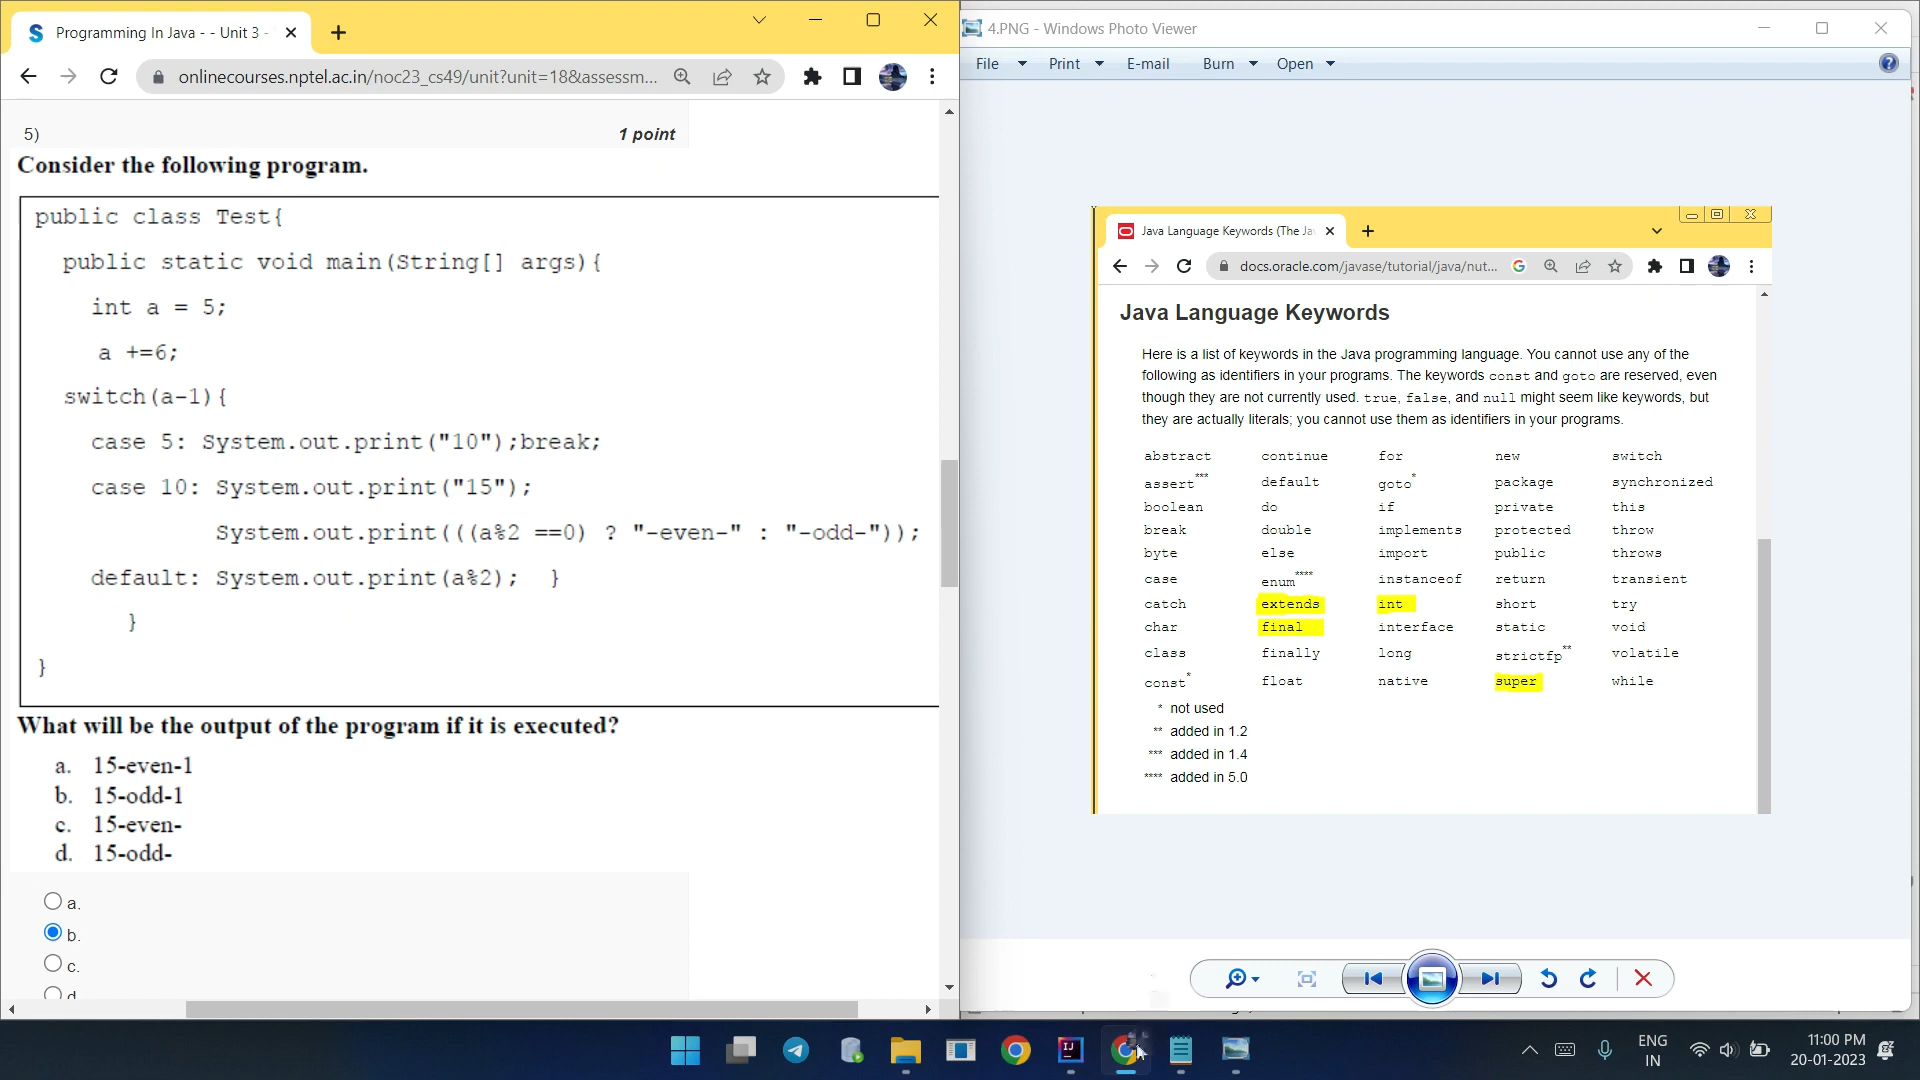 Programming In Java - - Unit 3 -
onlinecourses.nptel.ac.in/noc23_cs49/unit?unit=18&assessm...
5)
1 point
Consider the following program.
public class Test{
public static void main(String[] args){
int a = 5;
a +=6;
switch(a-1){
case 5: System.out.print("10");break;
case 10: System.out.print("15");
System.out.print(((a%2 ==0) ? "-even-" : "-odd-"));
default: System.out.print(a%2); }
}
}
What will be the output of the program if it is executed?
a. 15-even-1
b. 15-odd-1
c. 15-even-
d. 15-odd-
a.
b.
c.
d
4.PNG - Windows Photo Viewer
File Print E-mail Burn Open
Java Language Keywords (The Ja
docs.oracle.com/javase/tutorial/java/nut...
Java Language Keywords
Here is a list of keywords in the Java programming language. You cannot use any of the
following as identifiers in your programs. The keywords const and goto are reserved, even
though they are not currently used. true, false, and null might seem like keywords, but
they are actually literals; you cannot use them as identifiers in your programs.
abstract continue for new switch
assert*** default goto* package synchronized
boolean do if private this
break double implements protected throw
byte else import public throws
case enum**** instanceof return transient
catch extends int short try
char final interface static void
class finally long strictfp** volatile
const* float native super while
* not used
** added in 1.2
*** added in 1.4
**** added in 5.0
ENG
IN
11:00 PM
20-01-2023